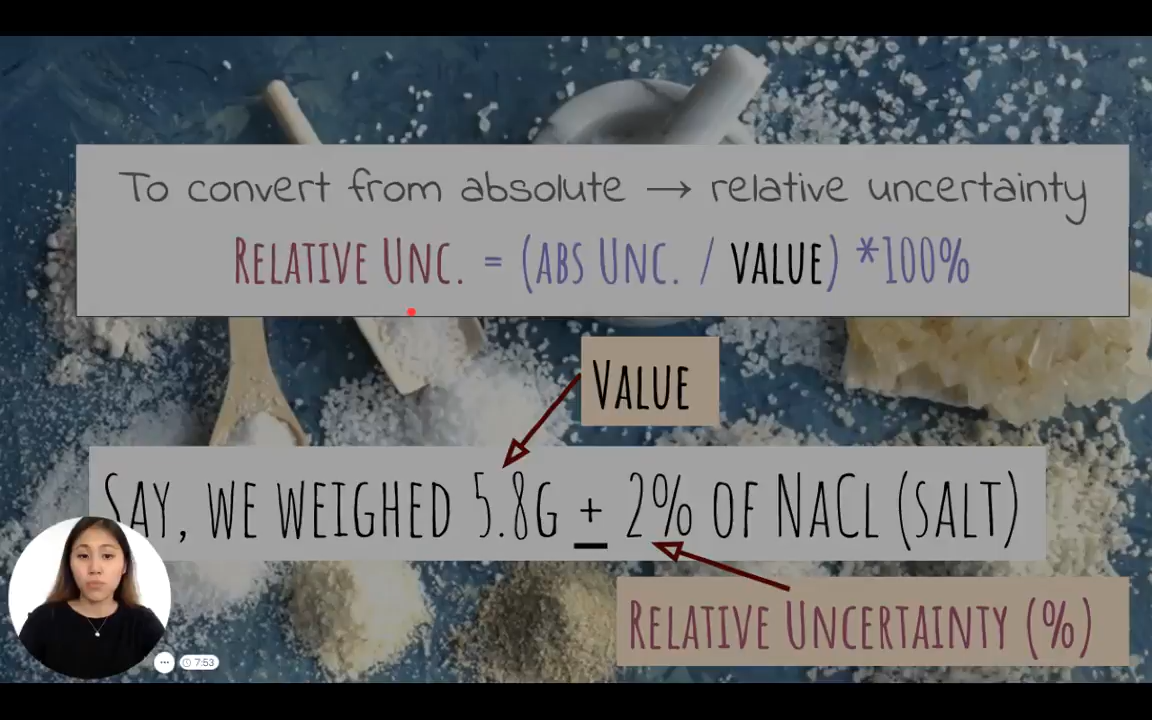 To convert from absolute → relative uncertainty
RELATIVE UNC. = (ABS UNC. / VALUE) *100%
VALUE
SAY, WE WEIGHED 5.8G ± 2% OF NACL (SALT)
RELATIVE UNCERTAINTY (%)
7:53